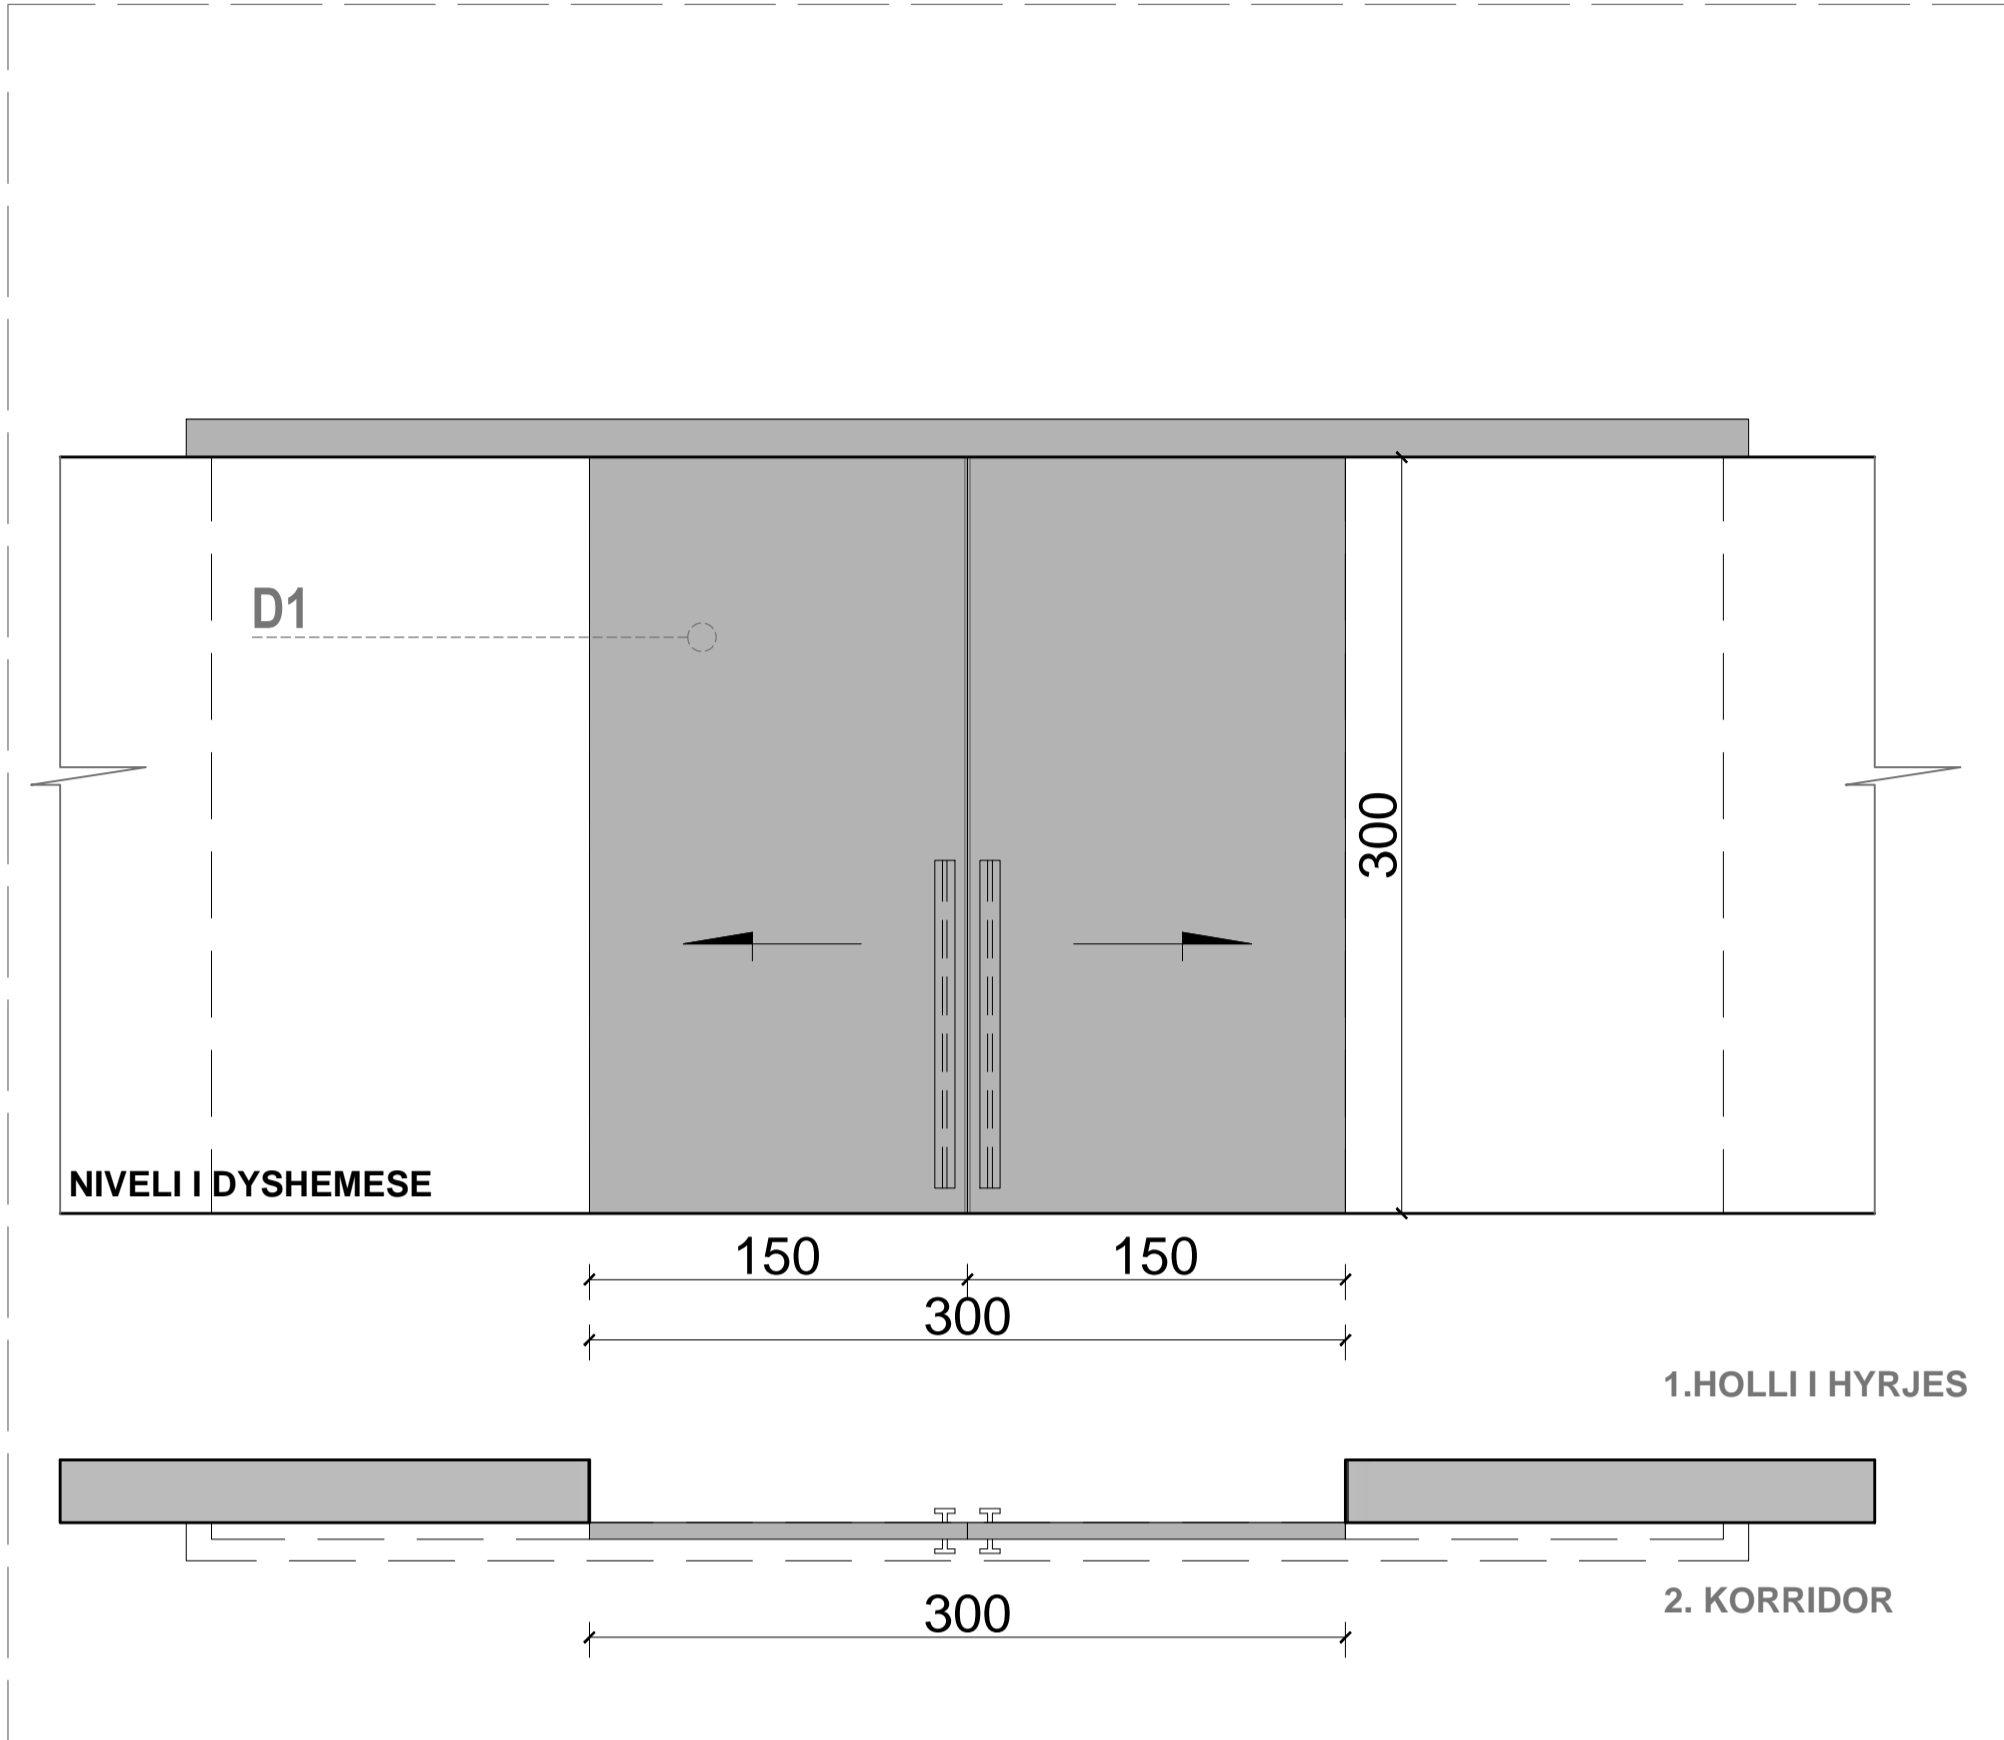 D1
300
NIVELI I DYSHEMESE
150 150
300
1.HOLLI I HYRJES
300
2. KORRIDOR